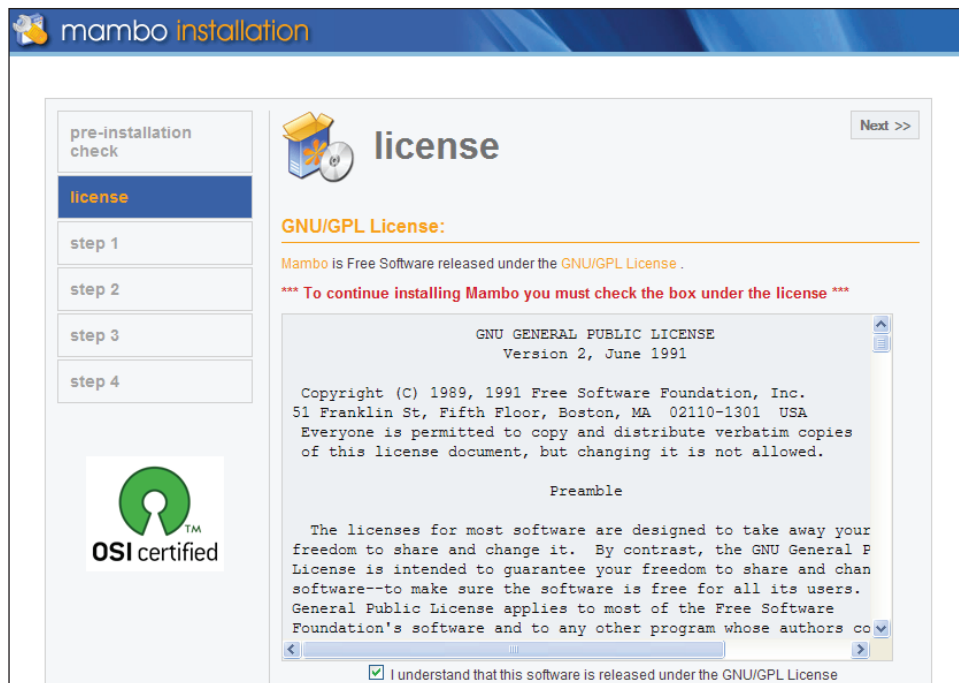 mambo installation
pre-installation
check
license
step 1
step 2
step 3
step 4
OSI certified
TM
license
Next >>
GNU/GPL License:
Mambo is Free Software released under the GNU/GPL License .
*** To continue installing Mambo you must check the box under the license ***
GNU GENERAL PUBLIC LICENSE
Version 2, June 1991
Copyright (C) 1989, 1991 Free Software Foundation, Inc.
51 Franklin St, Fifth Floor, Boston, MA 02110-1301 USA
Everyone is permitted to copy and distribute verbatim copies
of this license document, but changing it is not allowed.
Preamble
The licenses for most software are designed to take away your
freedom to share and change it. By contrast, the GNU General P
License is intended to guarantee your freedom to share and chan
software--to make sure the software is free for all its users.
General Public License applies to most of the Free Software
Foundation's software and to any other program whose authors co
I understand that this software is released under the GNU/GPL License